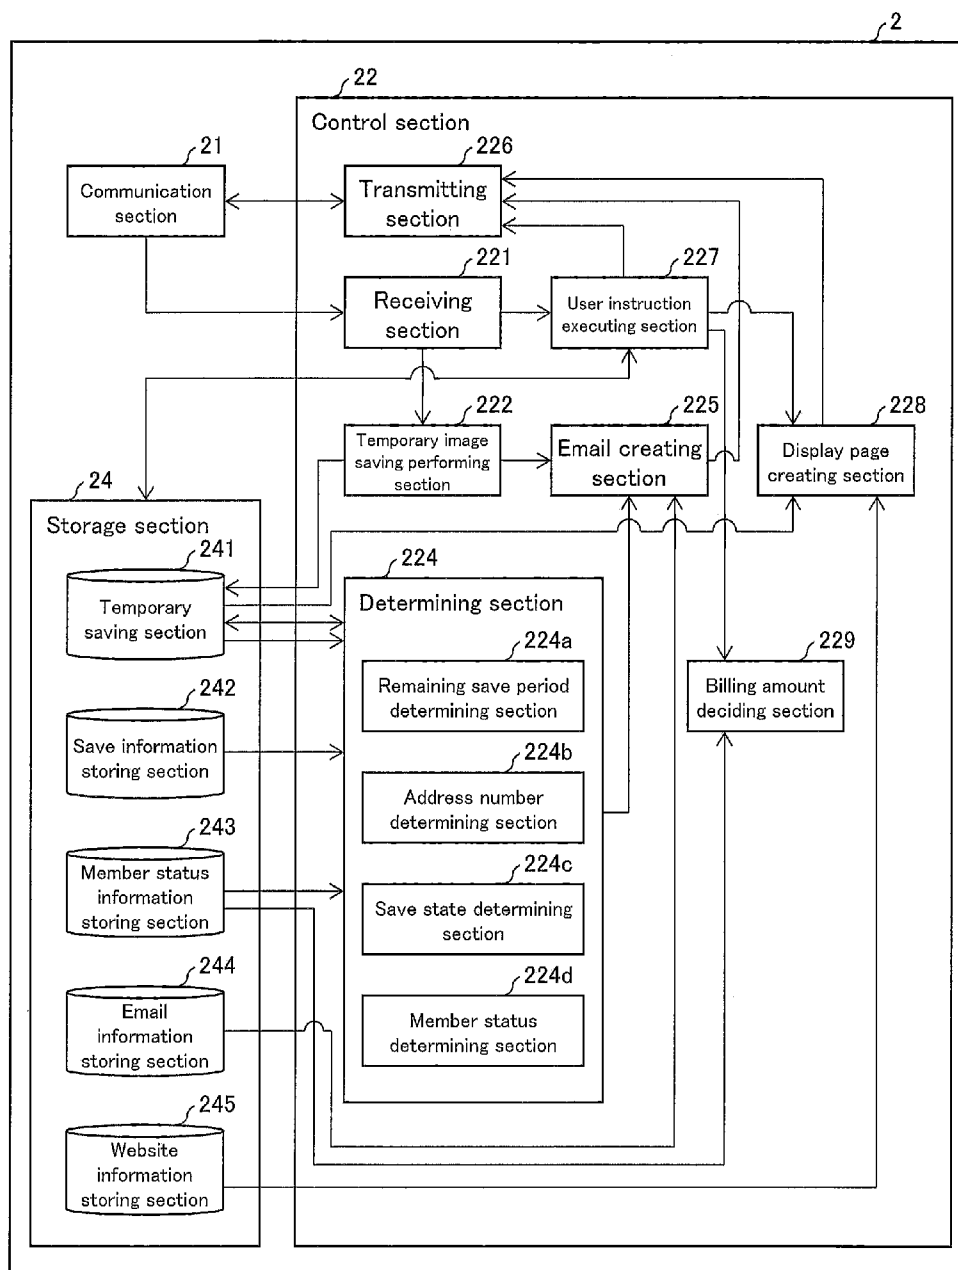 2
22
Control section
21
Communication
section
226
Transmitting
section
221
Receiving
section
227
User instruction
executing section
222
Temporary image
saving performing
section
225
Email creating
section
228
Display page
creating section
24
Storage section
241
Temporary
saving section
224
Determining section
224a
Remaining save period
determining section
229
Billing amount
deciding section
242
Save information
storing section
224b
Address number
determining section
243
Member status
information
storing section
224c
Save state determining
section
244
Email
information
storing section
224d
Member status
determining section
245
Website
information
storing section